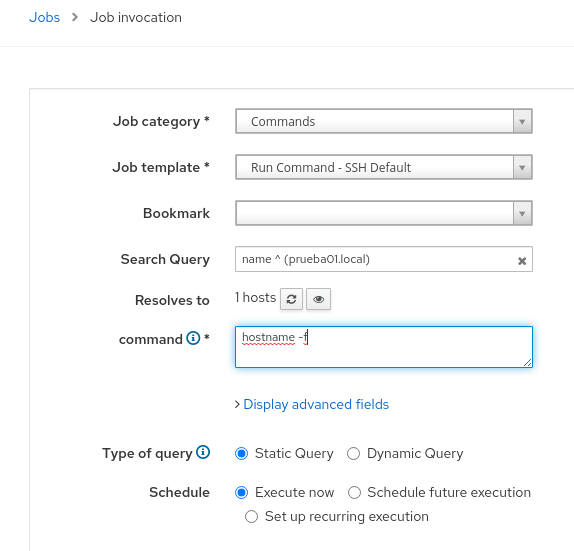 Jobs > Job invocation
Job category * Commands
Job template * Run Command - SSH Default
Bookmark
Search Query name ^ (prueba01.local)
Resolves to 1 hosts
command * hostname -f
> Display advanced fields
Type of query Static Query Dynamic Query
Schedule Execute now Schedule future execution
Set up recurring execution